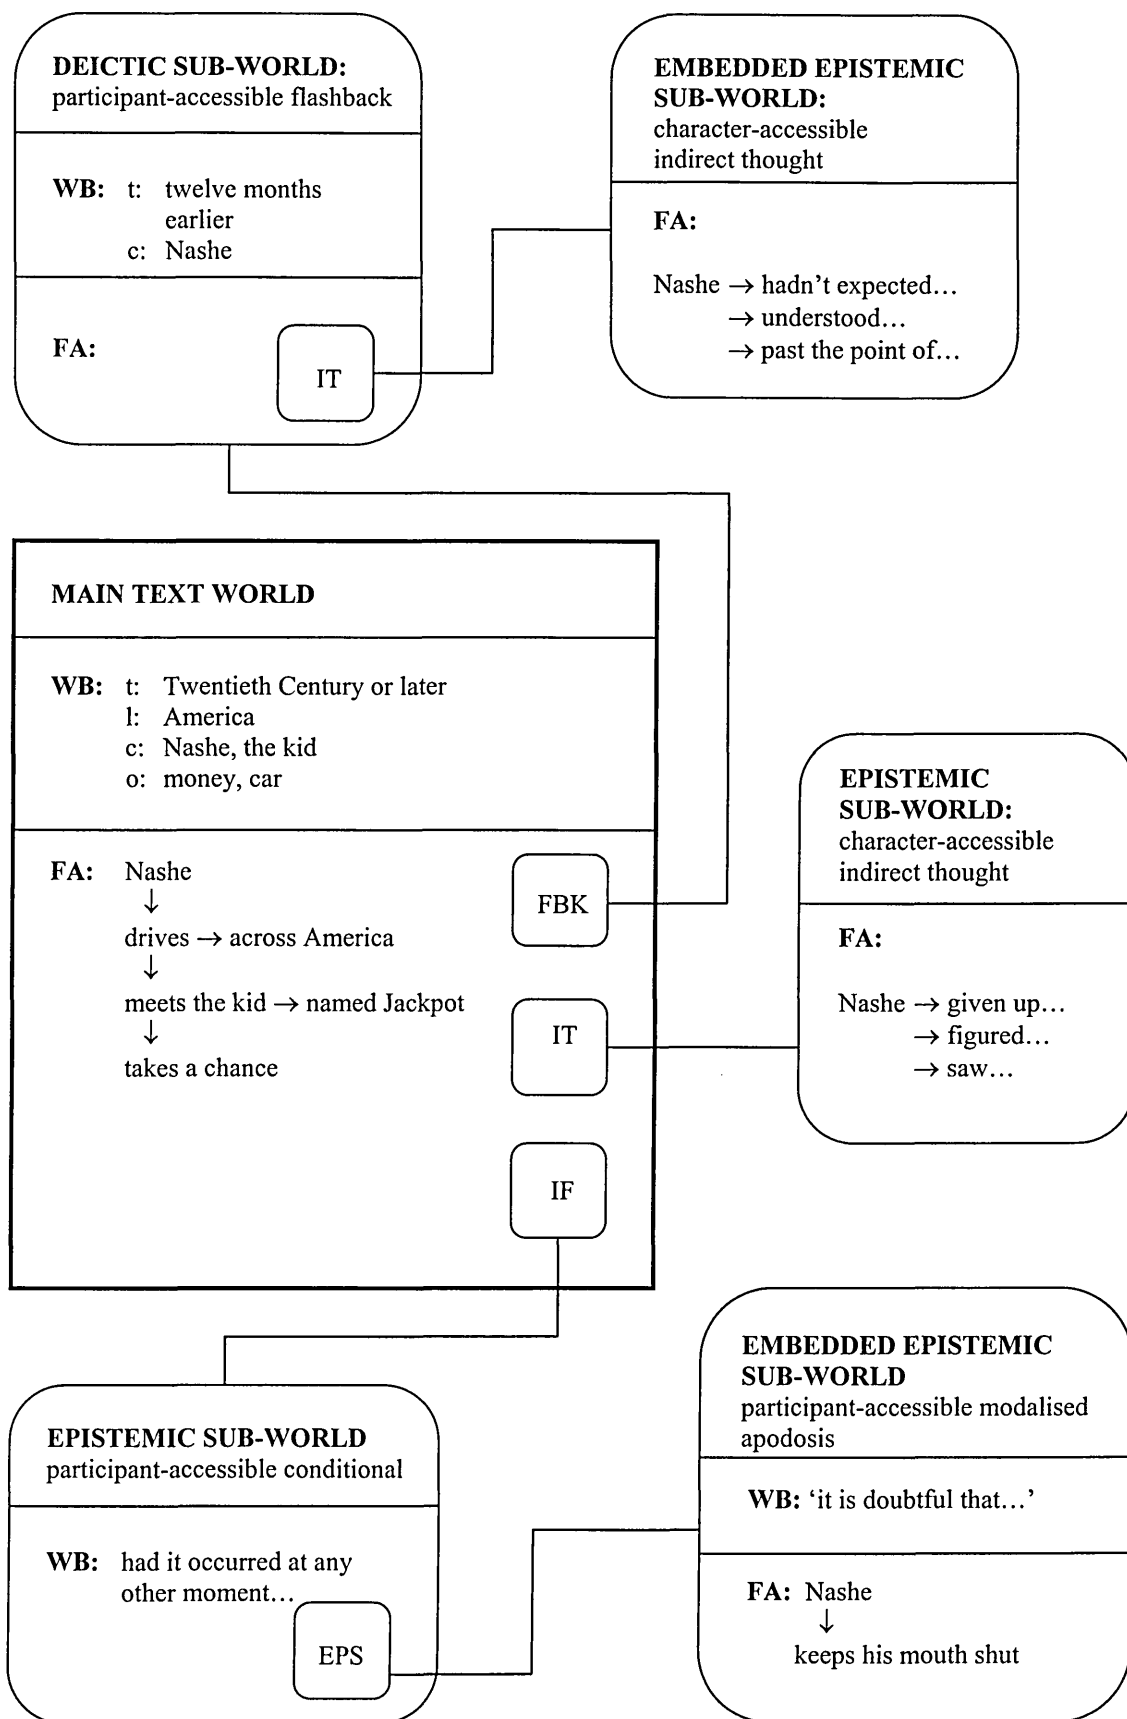 DEICTIC SUB-WORLD:
participant-accessible flashback
WB: t: twelve months
earlier
c: Nashe
FA:
IT
EMBEDDED EPISTEMIC
SUB-WORLD:
character-accessible
indirect thought
FA:
Nashe → hadn't expected…
→ understood…
→ past the point of…
MAIN TEXT WORLD
WB: t: Twentieth Century or later
l: America
c: Nashe, the kid
o: money, car
FA: Nashe
↓
drives → across America
↓
meets the kid → named Jackpot
↓
takes a chance
FBK
IT
IF
EPISTEMIC
SUB-WORLD:
character-accessible
indirect thought
FA:
Nashe → given up…
→ figured…
→ saw…
EPISTEMIC SUB-WORLD
participant-accessible conditional
WB: had it occurred at any
other moment…
EPS
EMBEDDED EPISTEMIC
SUB-WORLD
participant-accessible modalised
apodosis
WB: ‘it is doubtful that…’
FA: Nashe
↓
keeps his mouth shut